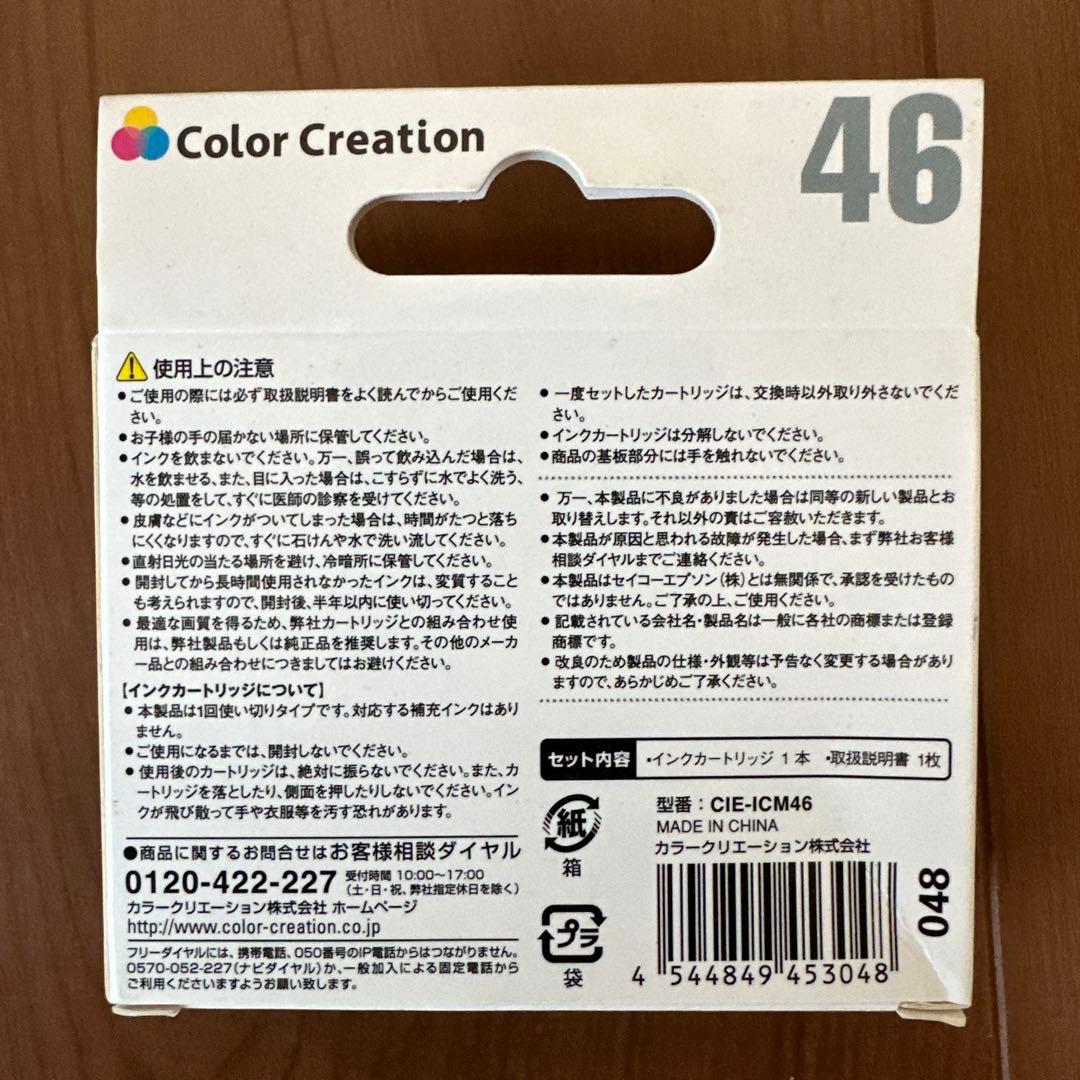 Color Creation
46
使用上の注意
●ご使用の際には必ず取扱説明書をよく読んでからご使用くだ
さい。
●お子様の手の届かない場所に保管してください。
●インクを飲まないでください。万一、誤って飲み込んだ場合は、
水を飲ませる、また、目に入った場合は、こすらずに水でよく洗う、
等の処置をして、すぐに医師の診察を受けてください。
●皮膚などにインクがついてしまった場合は、時間がたつと落ち
にくくなりますので、すぐに石けんや水で洗い流してください。
●直射日光の当たる場所を避け、冷暗所に保管してください。
●開封してから長時間使用されなかったインクは、変質すること
も考えられますので、開封後、半年以内に使い切ってください。
●最適な画質を得るため、弊社カートリッジとの組み合わせ使
用は、弊社製品もしくは純正品を推奨します。その他のメーカ
ー品との組み合わせにつきましてはお避けください。
【インクカートリッジについて】
●本製品は1回使い切りタイプです。対応する補充インクはあり
ません。
●ご使用になるまでは、開封しないでください。
●使用後のカートリッジは、絶対に振らないでください。また、カ
ートリッジを落としたり、側面を押したりしないでください。イン
クが飛び散って手や衣服等を汚す恐れがあります。
●商品に関するお問合せはお客様相談ダイヤル
0120-422-227 受付時間 10:00〜17:00
（土・日・祝、弊社指定休日を除く）
カラークリエーション株式会社 ホームページ
http://www.color-creation.co.jp
フリーダイヤルには、携帯電話、050番号のIP電話からはつながりません。
0570-052-227(ナビダイヤル)か、一般加入による固定電話から
ご利用くださいますようお願い致します。
●一度セットしたカートリッジは、交換時以外取り外さないでくだ
さい。
●インクカートリッジは分解しないでください。
●商品の基板部分には手を触れないでください。
●万一、本製品に不良がありました場合は同等の新しい製品とお
取り替えします。それ以外の責はご容赦いただきます。
●本製品が原因と思われる故障が発生した場合、まず弊社お客様
相談ダイヤルまでご連絡ください。
●本製品はセイコーエプソン（株）とは無関係で、承認を受けたもの
ではありません。ご了承の上、ご使用ください。
●記載されている会社名・製品名は一般に各社の商標または登録
商標です。
●改良のため製品の仕様・外観等は予告なく変更する場合があり
ますので、あらかじめご了承ください。
セット内容 ・インクカートリッジ 1本 ・取扱説明書 1枚
紙
箱
プラ
袋
型番：CIE-ICM46
MADE IN CHINA
カラークリエーション株式会社
048
4 544849 453048